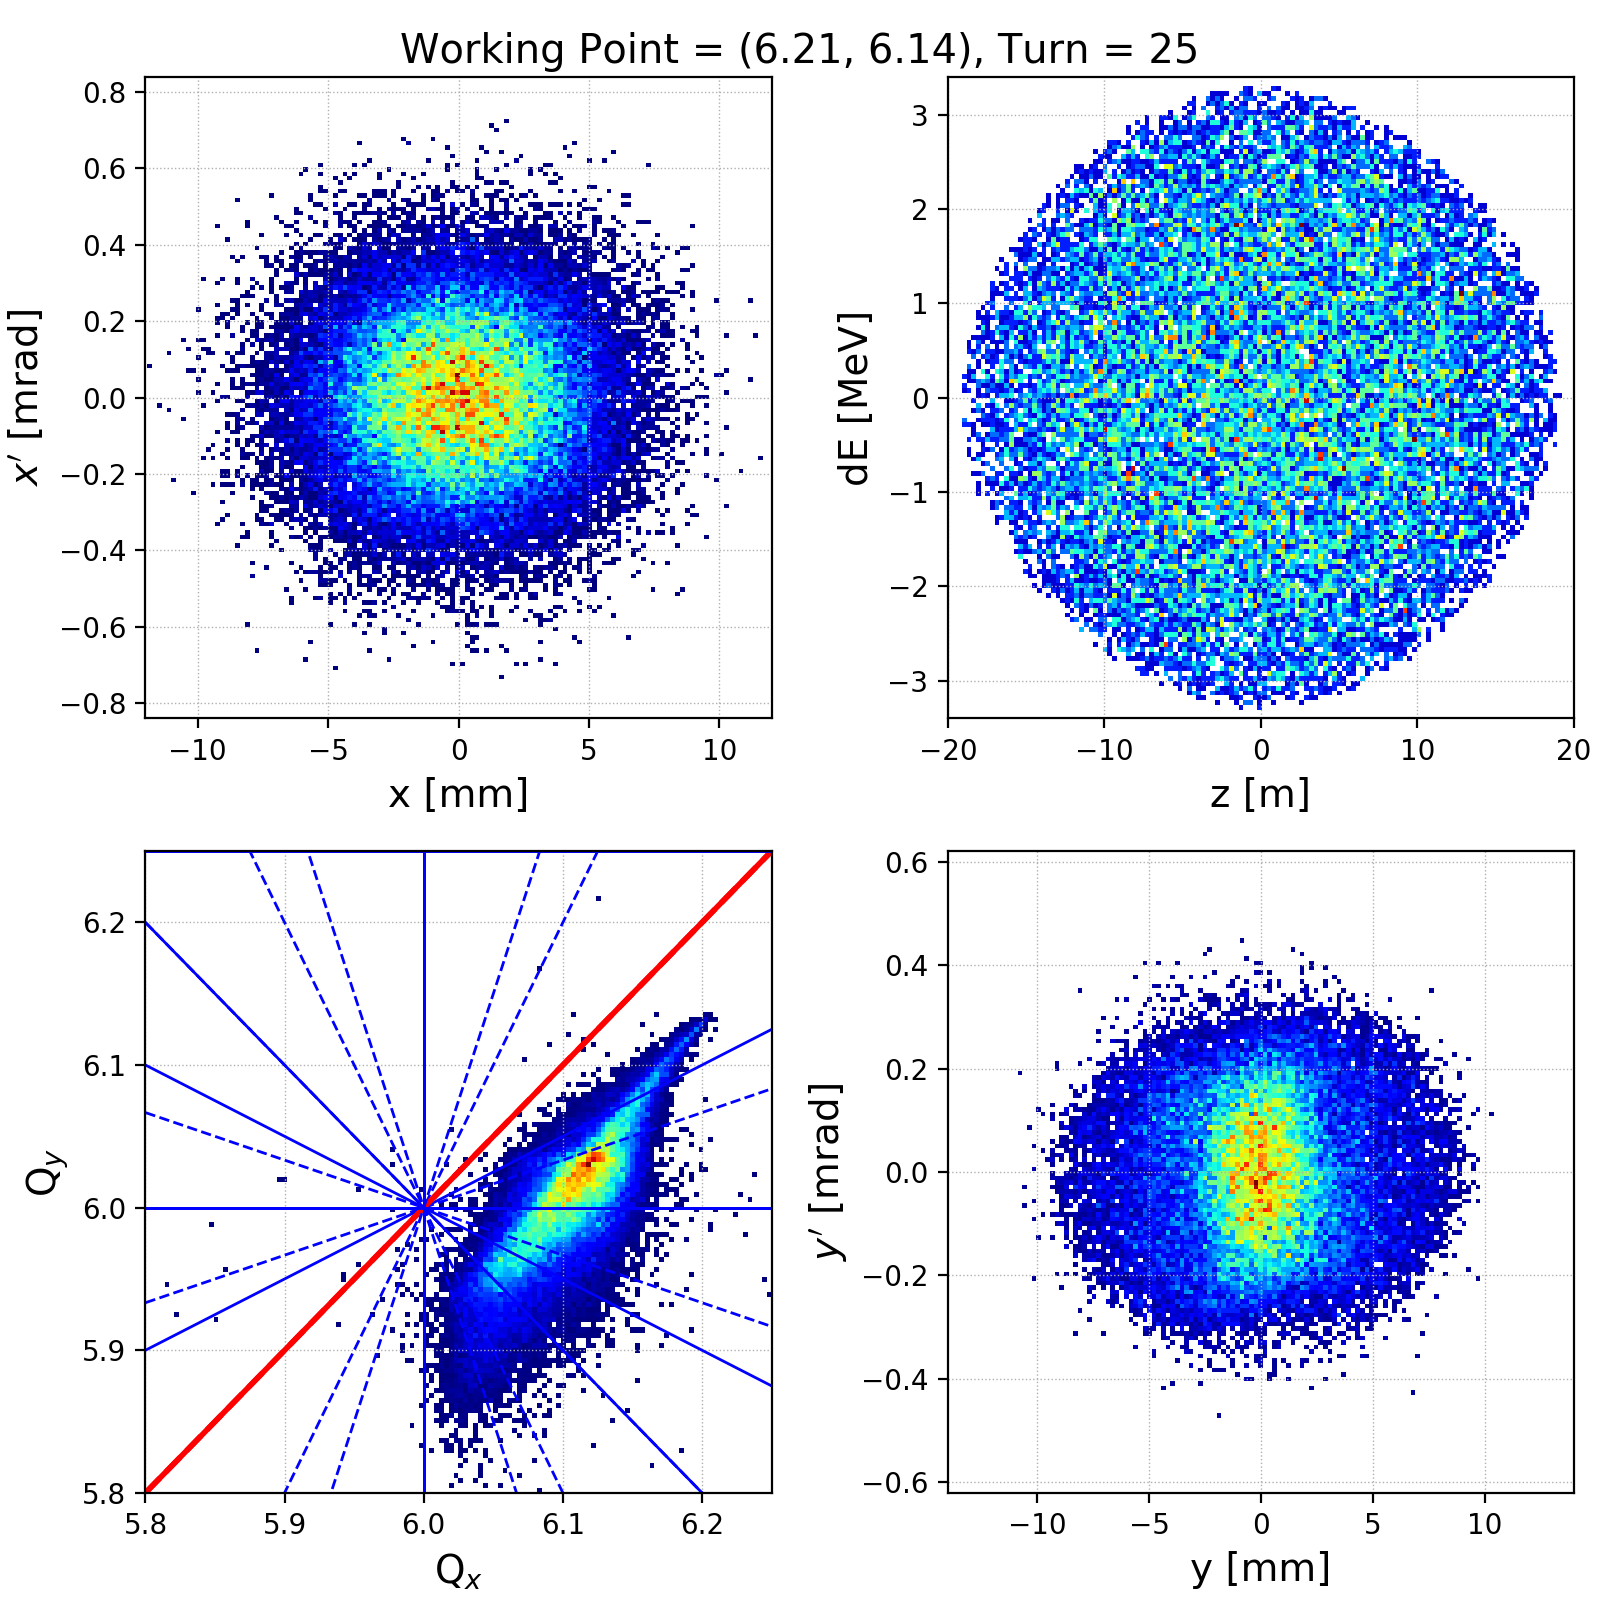 Working Point = (6.21, 6.14), Turn = 25
0.8
0.6
0.4
0.2
0.0
−0.2
−0.4
−0.6
−0.8
x′ [mrad]
−10 −5 0 5 10
x [mm]
3
2
1
0
−1
−2
−3
dE [MeV]
−20 −10 0 10 20
z [m]
6.2
6.1
6.0
5.9
5.8
Qy
5.8 5.9 6.0 6.1 6.2
Qx
0.6
0.4
0.2
0.0
−0.2
−0.4
−0.6
y′ [mrad]
−10 −5 0 5 10
y [mm]